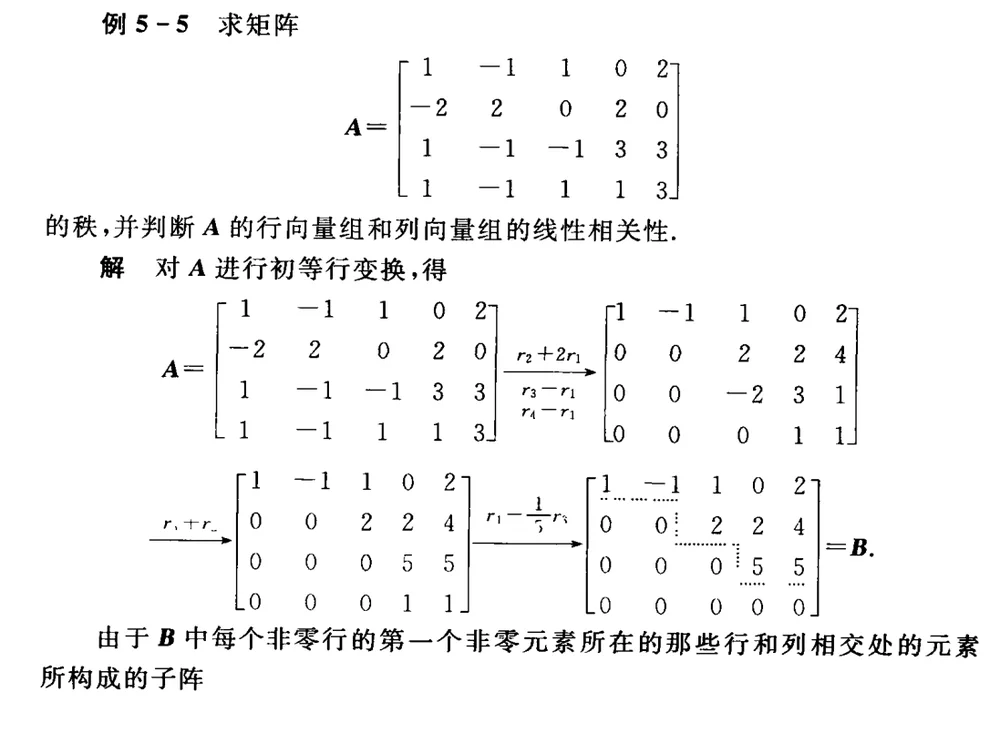 例 5-5 求矩阵
A=[1 -1 1 0 2
-2 2 0 2 0
1 -1 -1 3 3
1 -1 1 1 3]
的秩,并判断 A 的行向量组和列向量组的线性相关性.
解 对 A 进行初等行变换,得
A=[1 -1 1 0 2 [1 -1 1 0 2
-2 2 0 2 0 r₂+2r₁ 0 0 2 2 4
1 -1 -1 3 3 r₃-r₁ 0 0 -2 3 1
1 -1 1 1 3] r₄-r₁ 0 0 0 1 1]
[1 -1 1 0 2 [1 -1 1 0 2
0 0 2 2 4 0 0 2 2 4
0 0 0 5 5 0 0 0 5 5 =B.
0 0 0 1 1] 0 0 0 0 0]
由于 B 中每个非零行的第一个非零元素所在的那些行和列相交处的元素
所构成的子阵